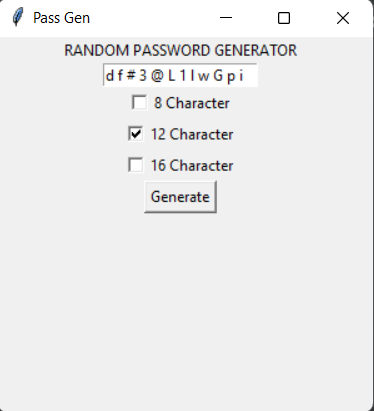 Pass Gen
RANDOM PASSWORD GENERATOR
d f # 3 @ L 1 l w G p i
8 Character
12 Character
16 Character
Generate